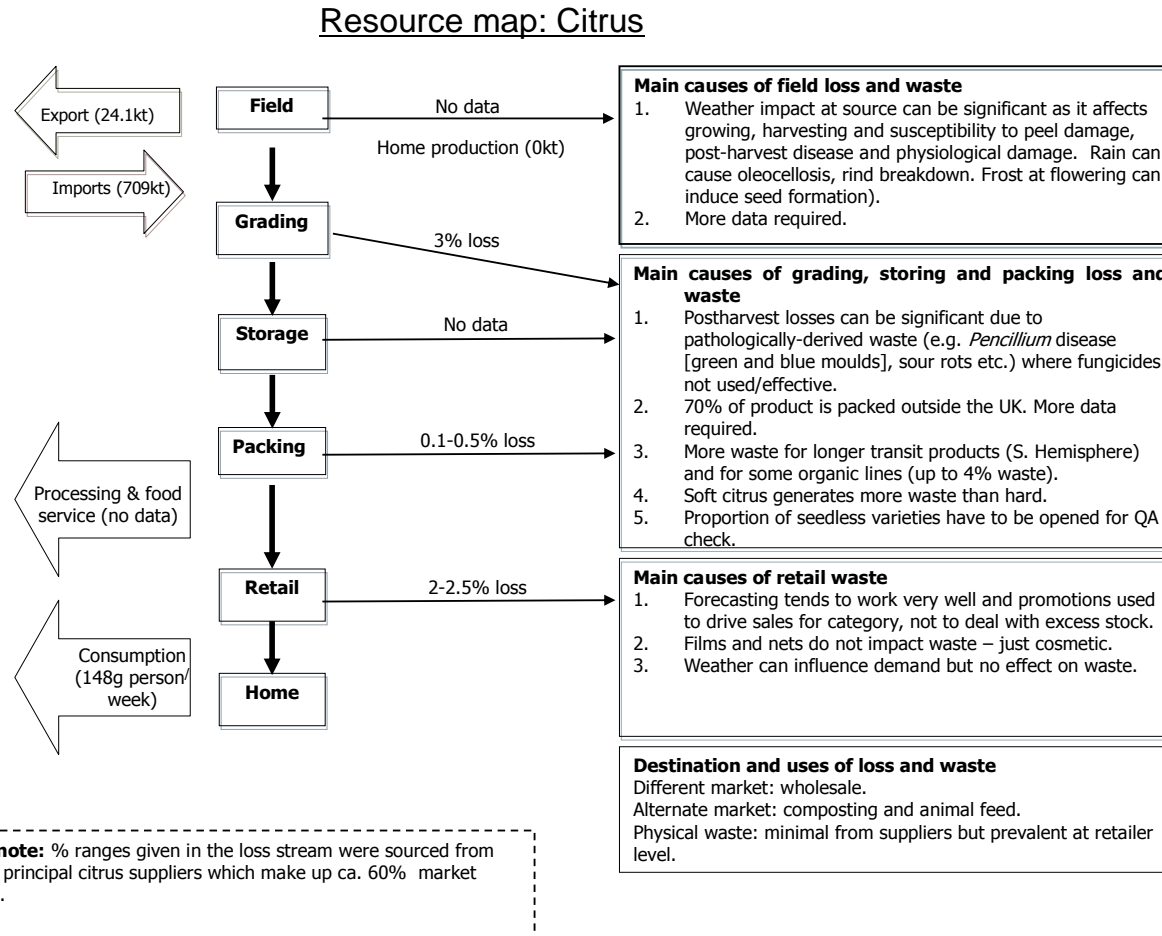 Resource map: Citrus
Export (24.1kt)
Imports (709kt)
Field
No data
Home production (0kt)
Grading
3% loss
Storage
No data
Packing
0.1-0.5% loss
Processing & food
service (no data)
Retail
2-2.5% loss
Consumption
(148g person/
week)
Home
Main causes of field loss and waste
1. Weather impact at source can be significant as it affects
growing, harvesting and susceptibility to peel damage,
post-harvest disease and physiological damage. Rain can
cause oleocellosis, rind breakdown. Frost at flowering can
induce seed formation).
2. More data required.
Main causes of grading, storing and packing loss and
waste
1. Postharvest losses can be significant due to
pathologically-derived waste (e.g. Pencillium disease
[green and blue moulds], sour rots etc.) where fungicides
not used/effective.
2. 70% of product is packed outside the UK. More data
required.
3. More waste for longer transit products (S. Hemisphere)
and for some organic lines (up to 4% waste).
4. Soft citrus generates more waste than hard.
5. Proportion of seedless varieties have to be opened for QA
check.
Main causes of retail waste
1. Forecasting tends to work very well and promotions used
to drive sales for category, not to deal with excess stock.
2. Films and nets do not impact waste – just cosmetic.
3. Weather can influence demand but no effect on waste.
Destination and uses of loss and waste
Different market: wholesale.
Alternate market: composting and animal feed.
Physical waste: minimal from suppliers but prevalent at retailer
level.
note: % ranges given in the loss stream were sourced from
principal citrus suppliers which make up ca. 60% market
.